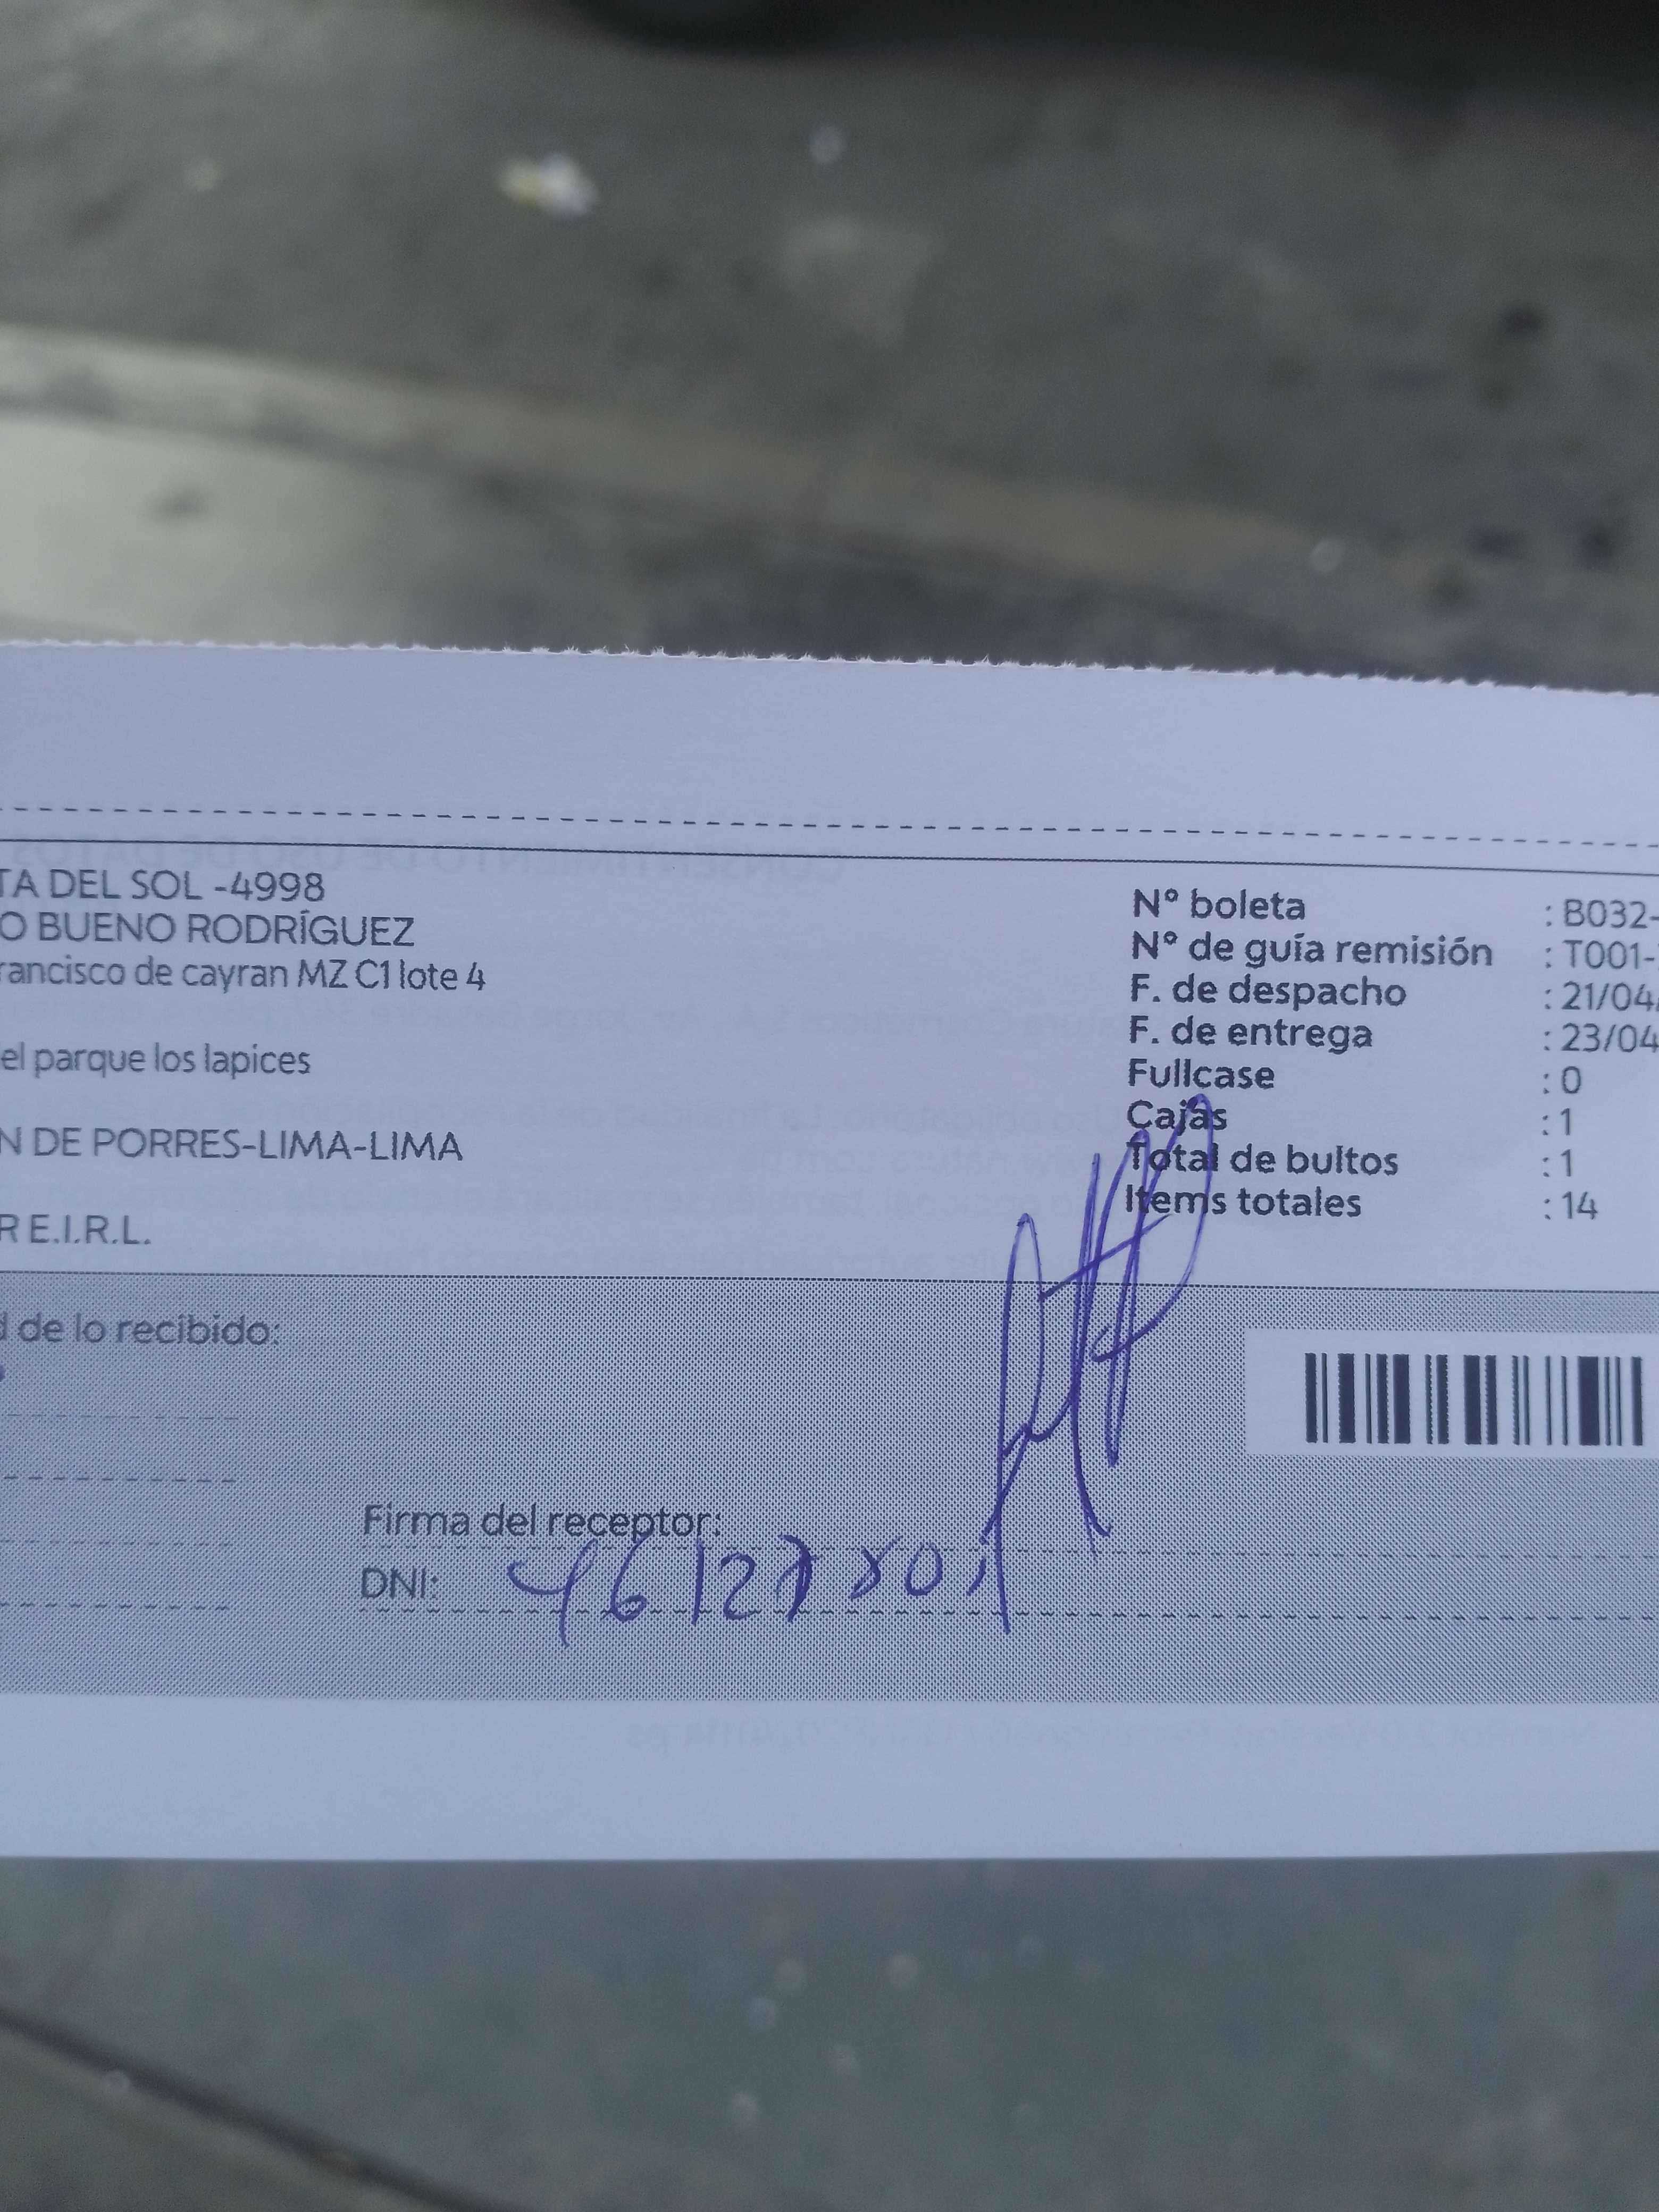 TA DEL SOL -4998
O BUENO RODRÍGUEZ
rancisco de cayran MZ C1 lote 4
el parque los lapices
N DE PORRES-LIMA-LIMA
R E.I.R.L.
Nº boleta : B032-
Nº de guía remisión : T001-
F. de despacho : 21/04/
F. de entrega : 23/04
Fullcase : 0
Cajas : 1
Total de bultos : 1
Items totales : 14
d de lo recibido:
Firma del receptor:
DNI: